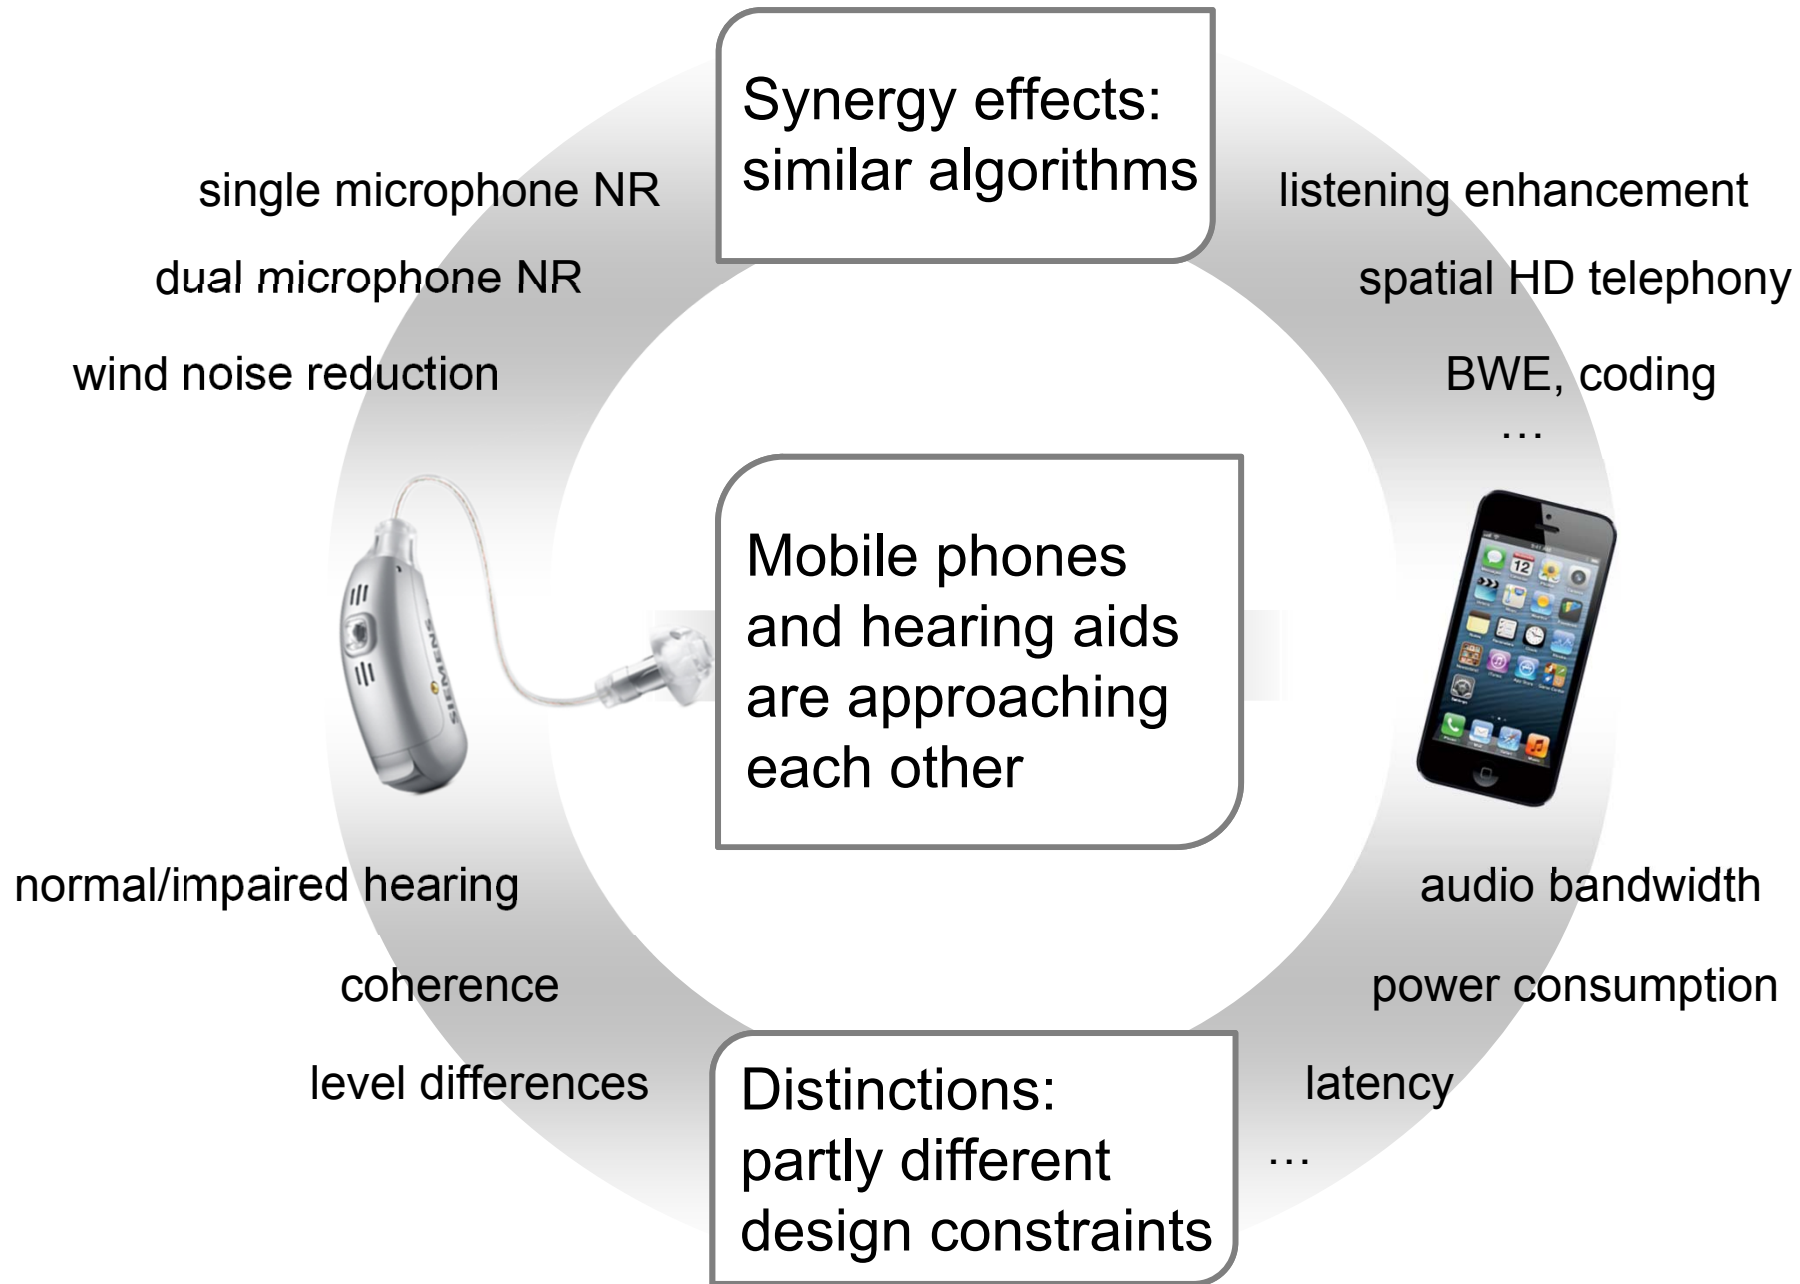 Synergy effects:
similar algorithms
single microphone NR
dual microphone NR
wind noise reduction
listening enhancement
spatial HD telephony
BWE, coding
…
Mobile phones
and hearing aids
are approaching
each other
SIEMENS
12
normal/impaired hearing
coherence
level differences
audio bandwidth
power consumption
latency
…
Distinctions:
partly different
design constraints